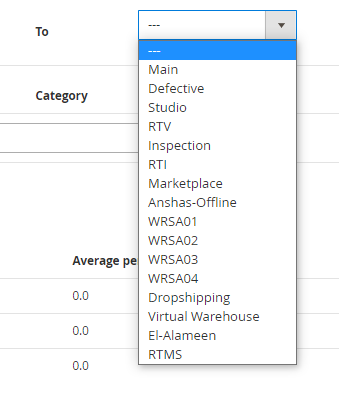 To
---
---
Main
Defective
Studio
RTV
Inspection
RTI
Marketplace
Anshas-Offline
WRSA01
WRSA02
WRSA03
WRSA04
Dropshipping
Virtual Warehouse
El-Alameen
RTMS
Category
Average pe
0.0
0.0
0.0